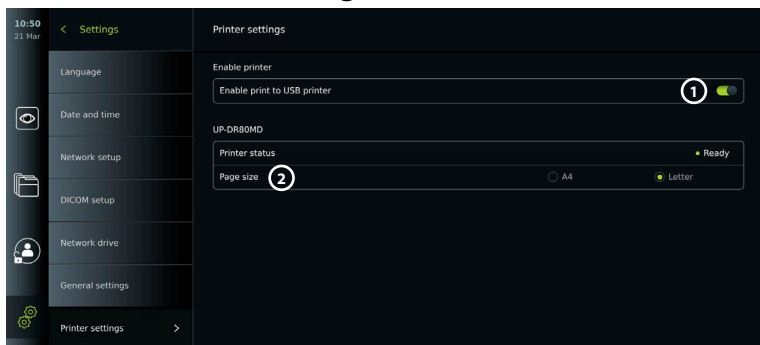 10:50
21 Mar
< Settings
Printer settings
Language
Date and time
Network setup
DICOM setup
Network drive
General settings
Printer settings >
Enable printer
Enable print to USB printer 1
UP-DR80MD
Printer status Ready
Page size 2 A4 Letter